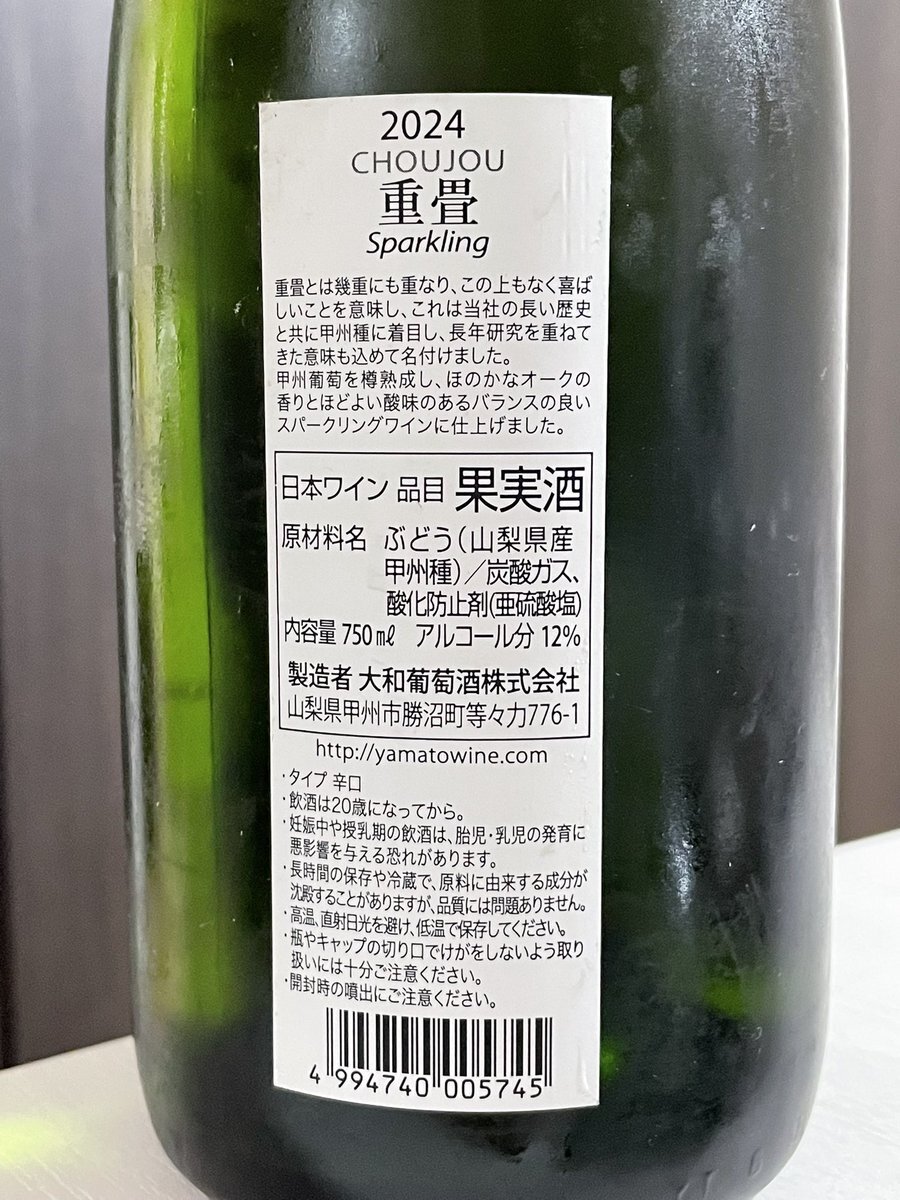 2024
CHOUJOU
重畳
Sparkling
重畳とは幾重にも重なり、この上もなく喜ば
しいことを意味し、これは当社の長い歴史
と共に甲州種に着目し、長年研究を重ねて
きた意味も込めて名付けました。
甲州葡萄を樽熟成し、ほのかなオークの
香りとほどよい酸味のあるバランスの良い
スパークリングワインに仕上げました。
日本ワイン 品目 果実酒
原材料名 ぶどう(山梨県産
甲州種)/炭酸ガス、
酸化防止剤(亜硫酸塩)
内容量 750㎖ アルコール分 12%
製造者 大和葡萄酒株式会社
山梨県甲州市勝沼町等々力776-1
http://yamatowine.com
・タイプ 辛口
・飲酒は20歳になってから。
・妊娠中や授乳期の飲酒は、胎児・乳児の発育に
悪影響を与える恐れがあります。
・長時間の保存や冷蔵で、原料に由来する成分が
沈殿することがありますが、品質には問題ありません。
・高温、直射日光を避け、低温で保存してください。
・瓶やキャップの切り口でけがをしないよう取り
扱いには十分ご注意ください。
・開封時の噴出にご注意ください。
4 994740 005745